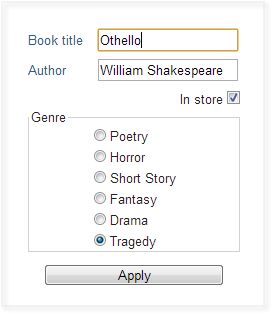 Book title Othello
Author William Shakespeare
In store
Genre
Poetry
Horror
Short Story
Fantasy
Drama
Tragedy
Apply